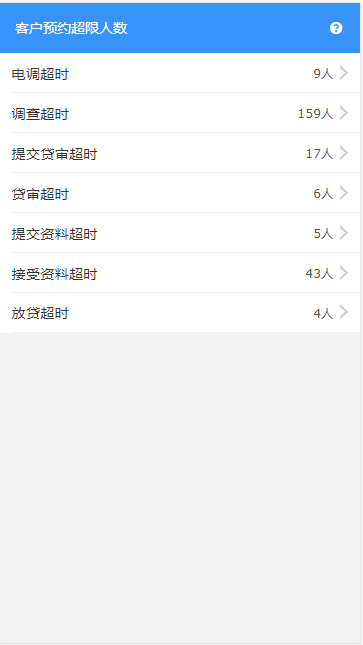 客户预约超限人数
电调超时 9人
调查超时 159人
提交贷审超时 17人
贷审超时 6人
提交资料超时 5人
接受资料超时 43人
放贷超时 4人